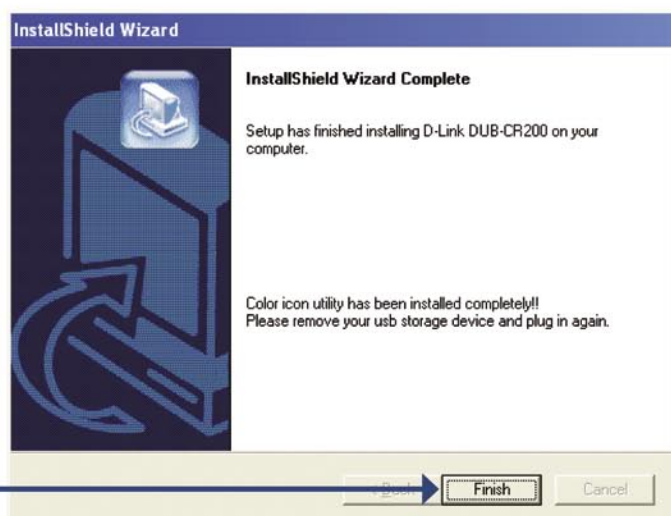 InstallShield Wizard
InstallShield Wizard Complete
Setup has finished installing D-Link DUB-CR200 on your
computer.
Color icon utility has been installed completely!!
Please remove your usb storage device and plug in again.
Finish
Cancel